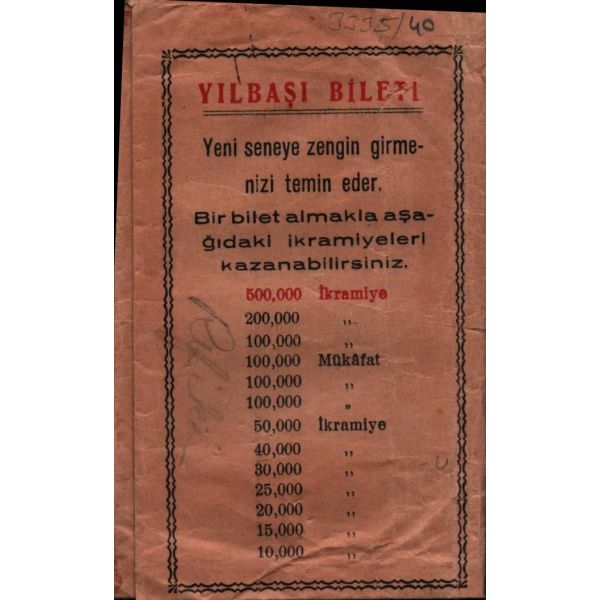 3335/40
YILBAŞI BİLETİ
Yeni seneye zengin girme-
nizi temin eder.
Bir bilet almakla aşa-
ğıdaki ikramiyeleri
kazanabilirsiniz.
500,000 İkramiye
200,000 ,,
100,000 ,,
100,000 Mükâfat
100,000 ,,
100,000 „
50,000 İkramiye
40,000 ,,
30,000 ,,
25,000 ,,
20,000 ,,
15,000 ,,
10,000 ,,